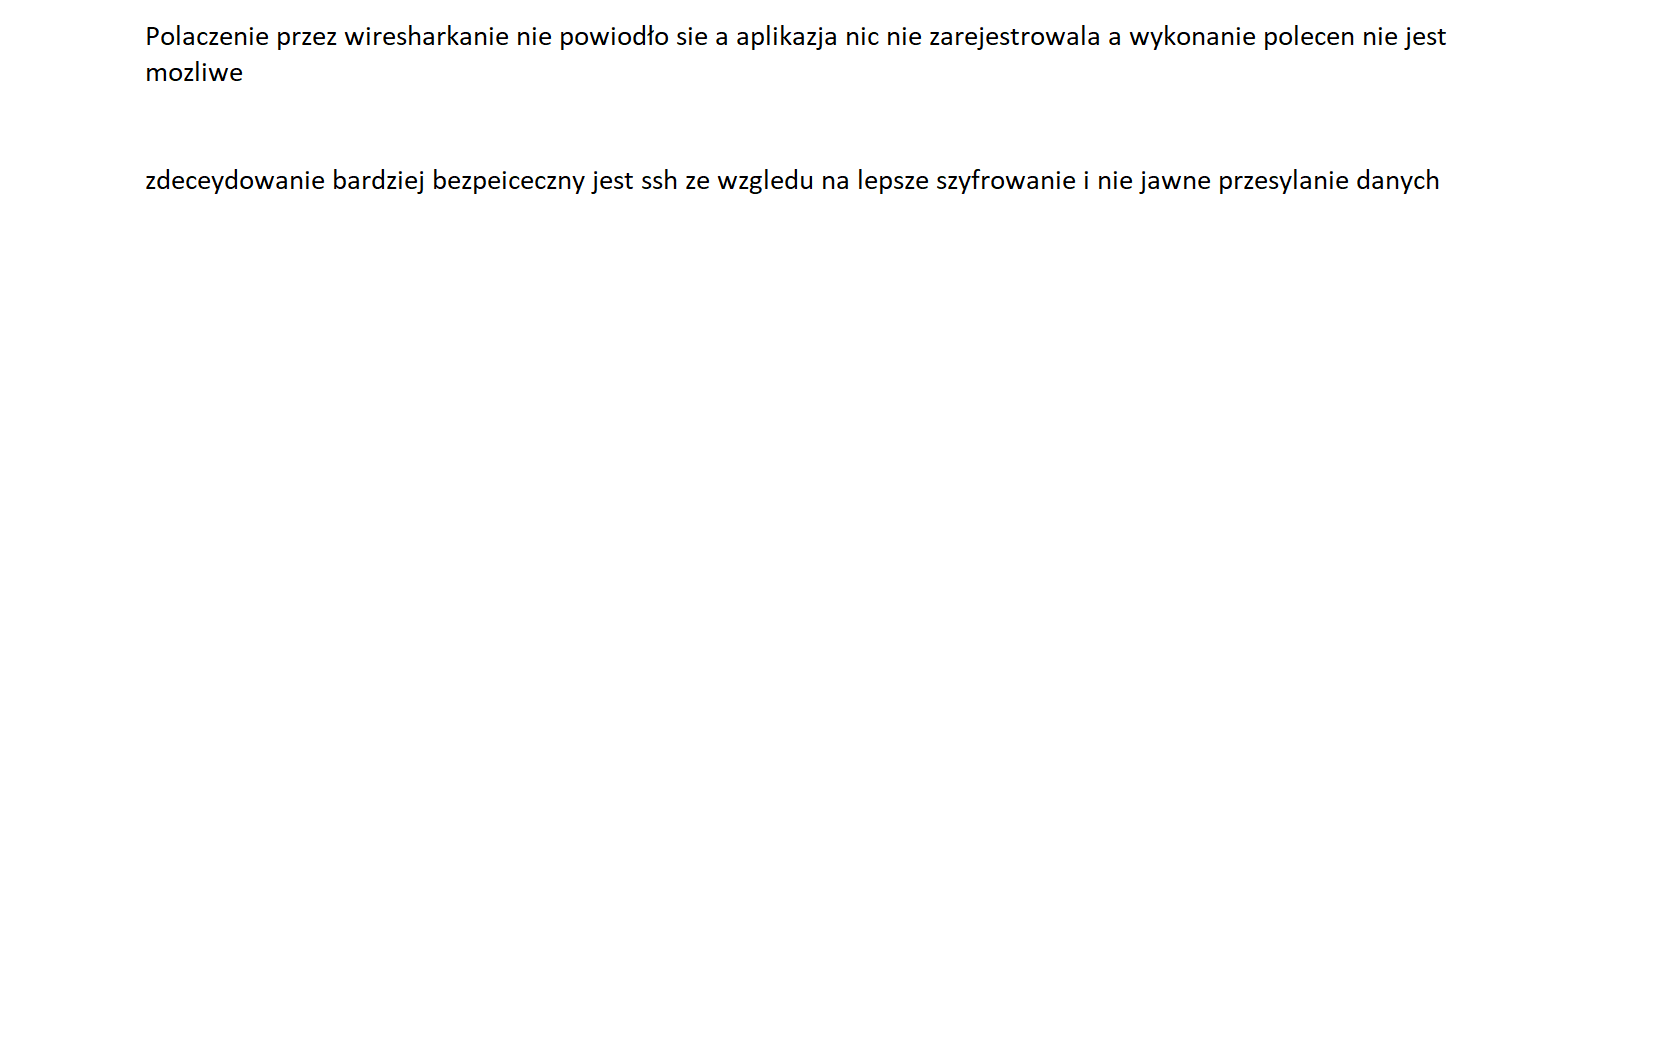 Polaczenie przez wiresharkanie nie powiodło sie a aplikazja nic nie zarejestrowala a wykonanie polecen nie jest
mozliwe
zdeceydowanie bardziej bezpeiceczny jest ssh ze wzgledu na lepsze szyfrowanie i nie jawne przesylanie danych